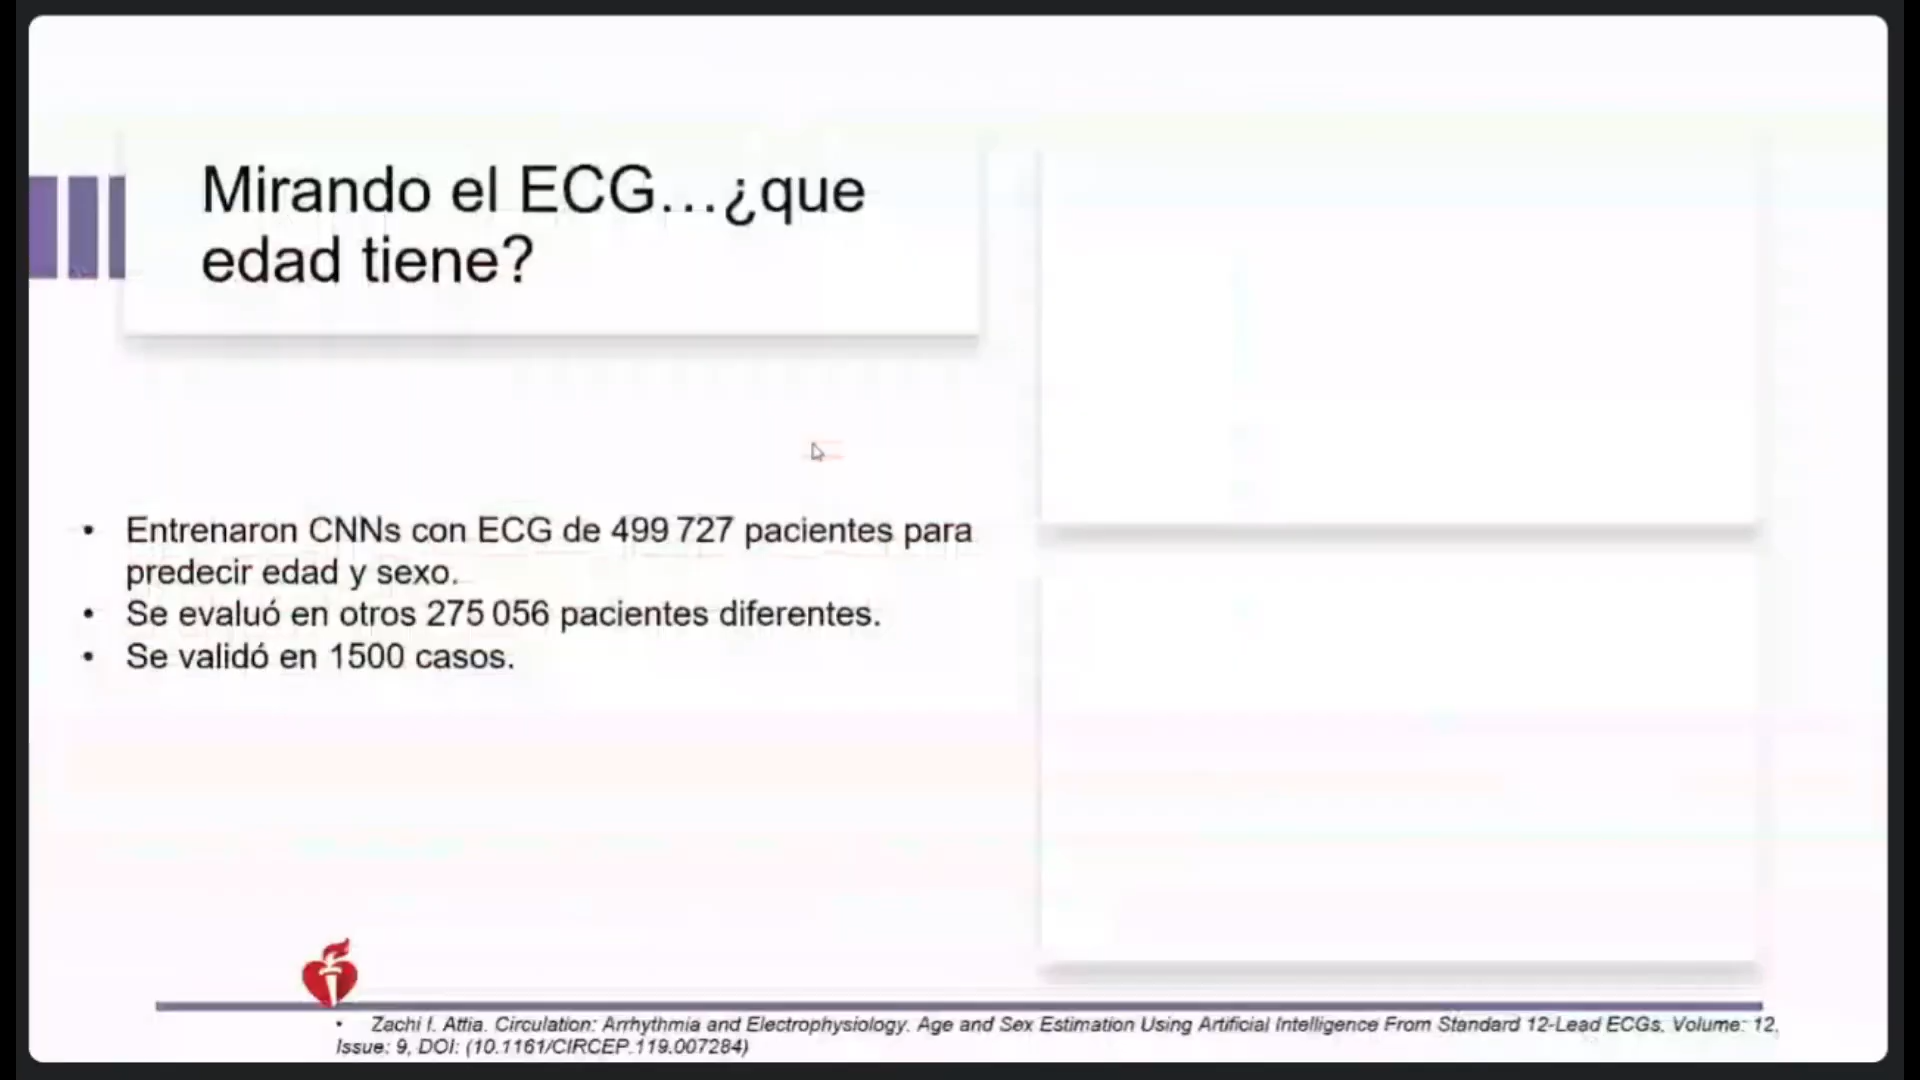 Mirando el ECG…¿que
edad tiene?
• Entrenaron CNNs con ECG de 499 727 pacientes para
predecir edad y sexo.
• Se evaluó en otros 275 056 pacientes diferentes.
• Se validó en 1500 casos.
• Zachi I. Attia. Circulation: Arrhythmia and Electrophysiology. Age and Sex Estimation Using Artificial Intelligence From Standard 12-Lead ECGs, Volume: 12,
Issue: 9, DOI: (10.1161/CIRCEP.119.007284)